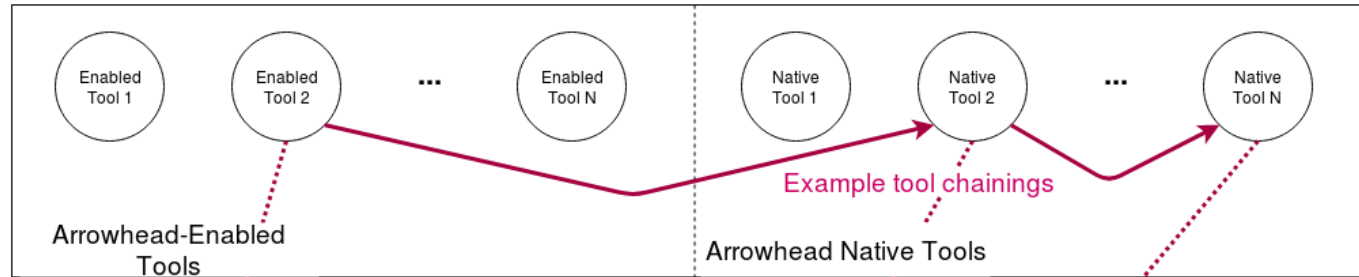 Enabled
Tool 1
Enabled
Tool 2
...
Enabled
Tool N
Native
Tool 1
Native
Tool 2
...
Native
Tool N
Example tool chainings
Arrowhead-Enabled
Tools
Arrowhead Native Tools